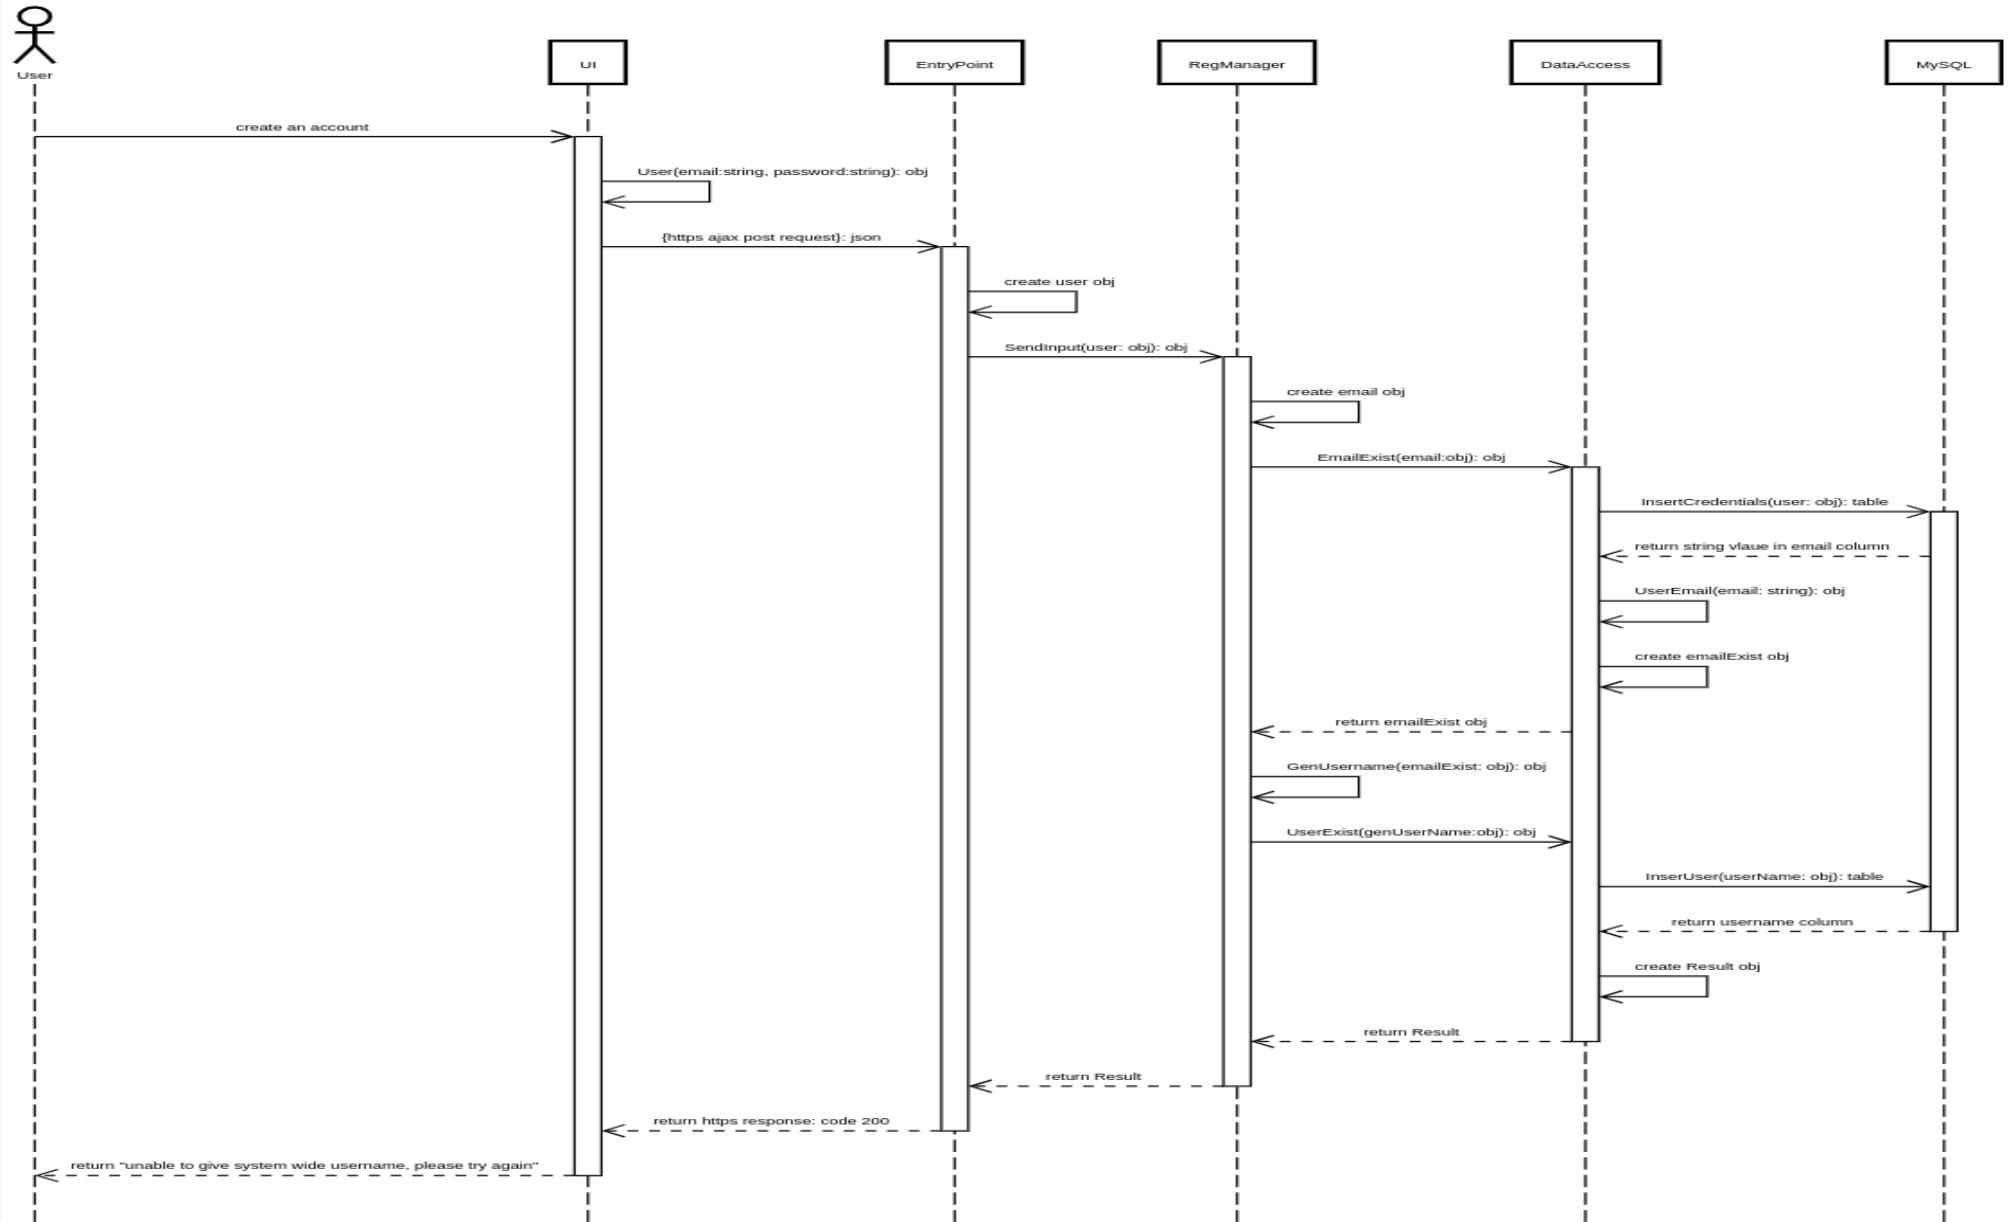 User
UI
EntryPoint
RegManager
DataAccess
MySQL
create an account
User(email:string, password:string): obj
{https ajax post request}: json
create user obj
SendInput(user: obj): obj
create email obj
EmailExist(email:obj): obj
InsertCredentials(user: obj): table
return string vlaue in email column
UserEmail(email: string): obj
create emailExist obj
return emailExist obj
GenUsername(emailExist: obj): obj
UserExist(genUserName:obj): obj
InserUser(userName: obj): table
return username column
create Result obj
return Result
return Result
return https response: code 200
return "unable to give system wide username, please try again"